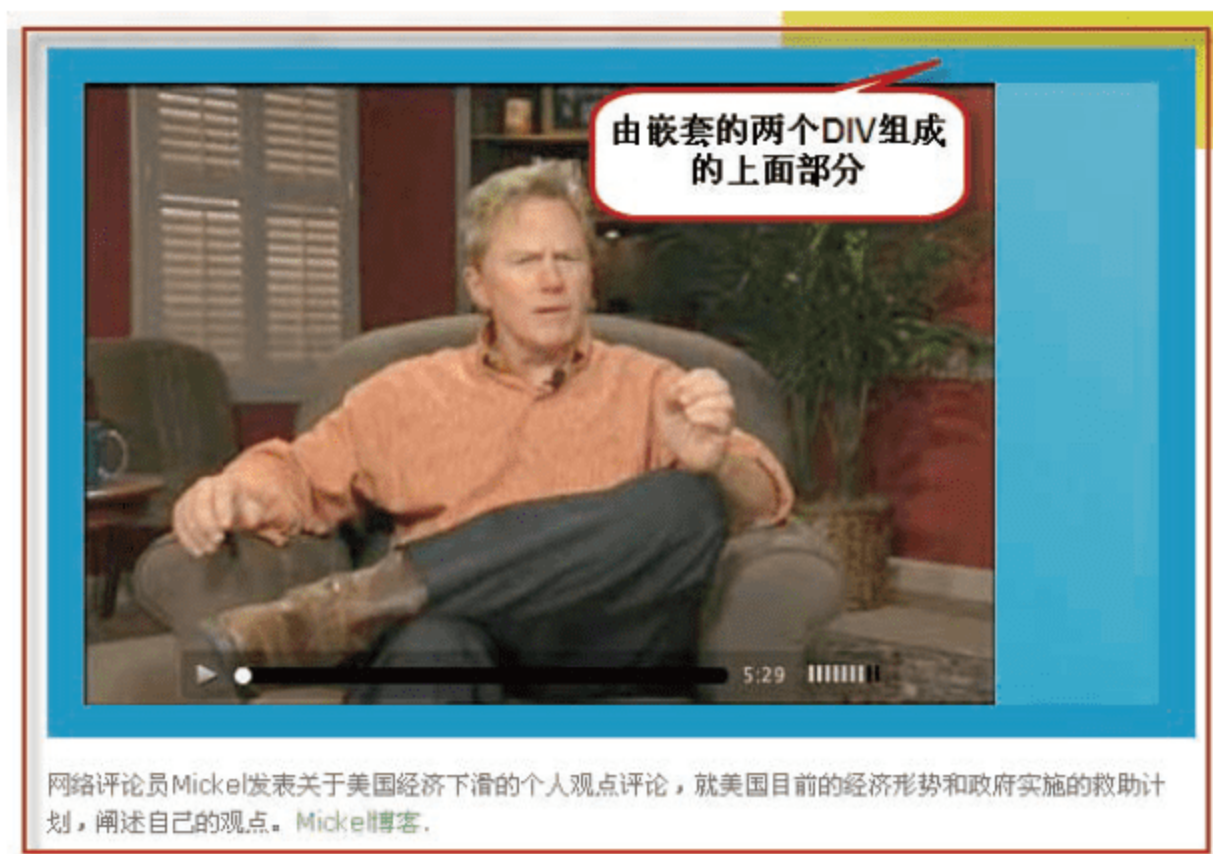 由嵌套的两个DIV组成
的上面部分
5:29
网络评论员Mickel发表关于美国经济下滑的个人观点评论，就美国目前的经济形势和政府实施的救助计
划，阐述自己的观点。Mickel博客.